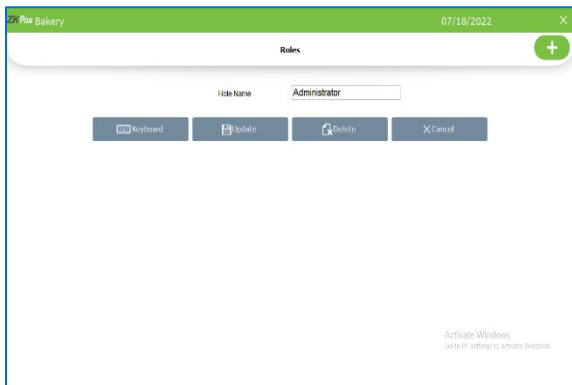 ZKPos Bakery 07/18/2022 X
Roles +
Role Name Administrator
Keyboard Update Delete X Cancel
Activate Windows
Go to PC settings to activate Windows.